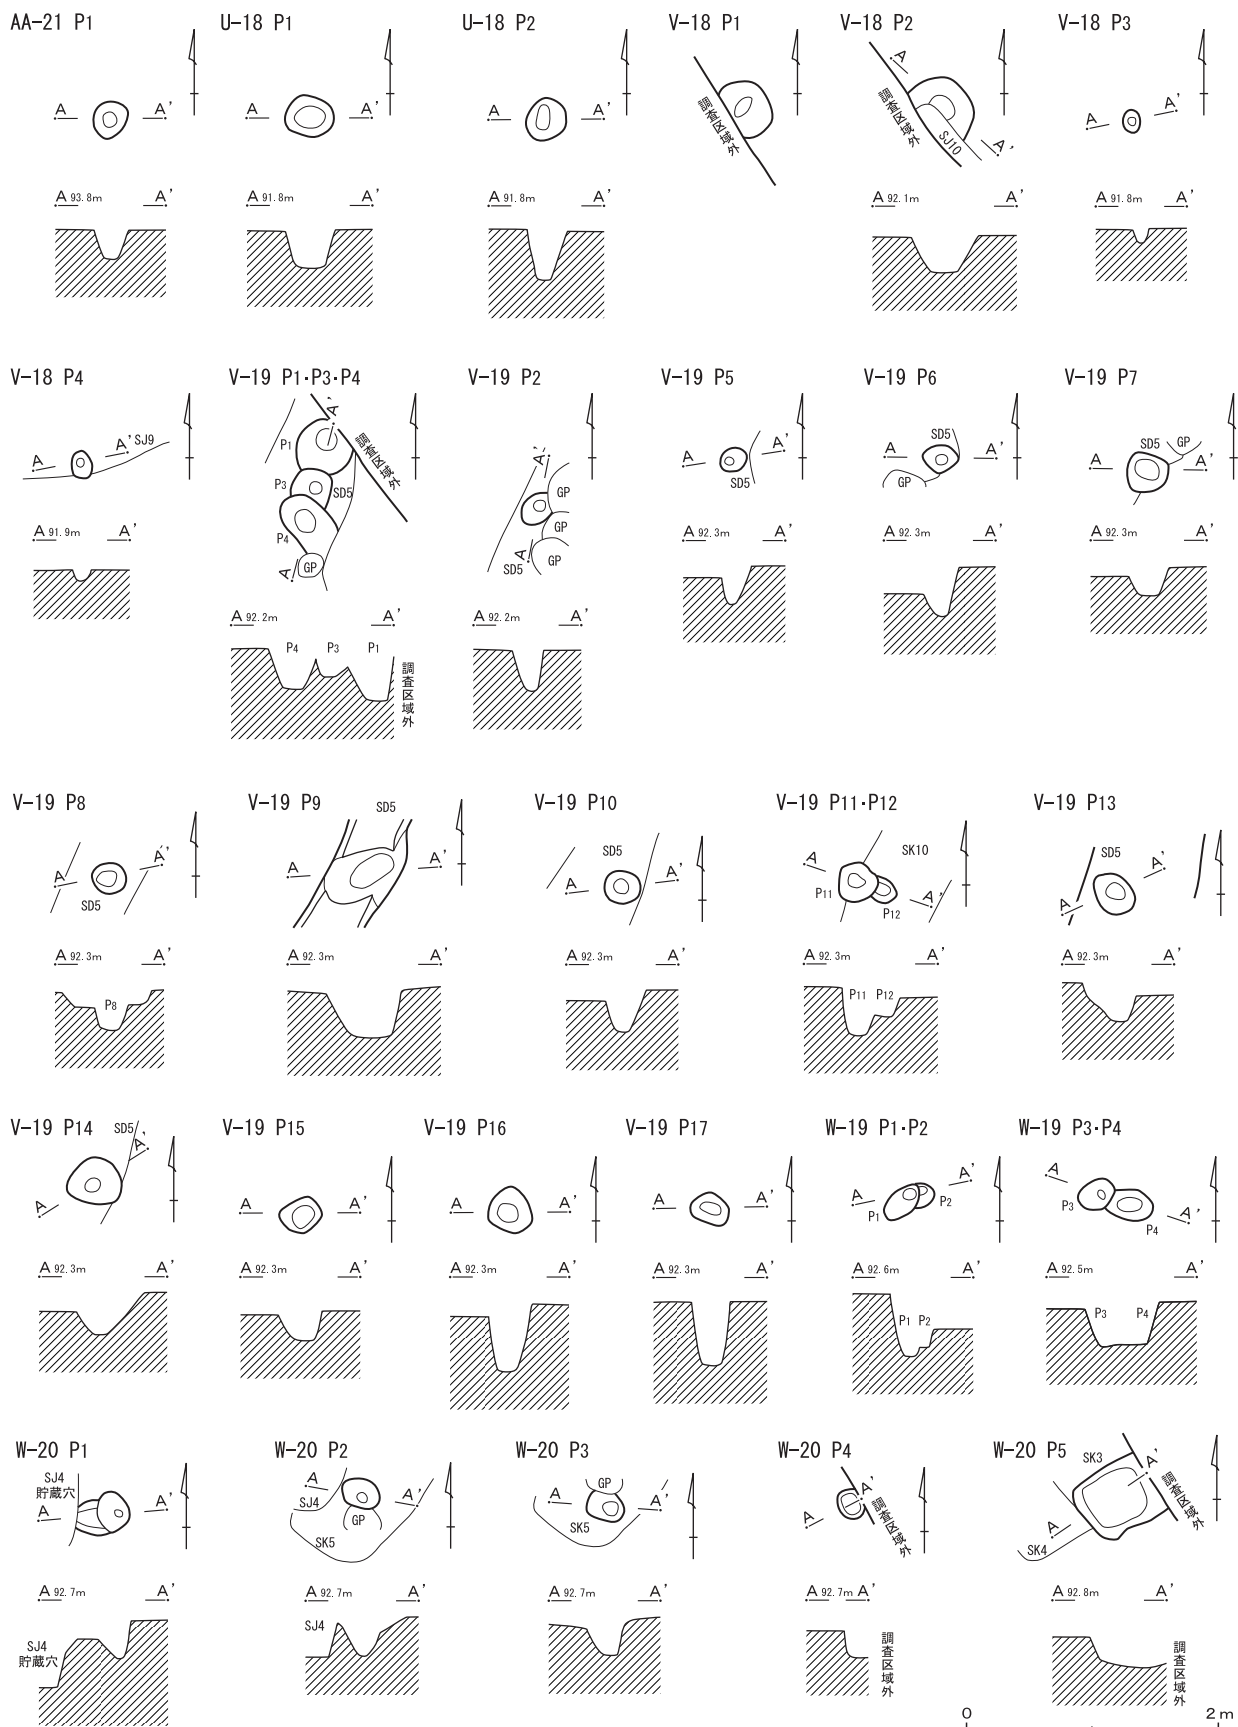 AA-21 P1
A A'
A 93.8m A'
U-18 P1
A A'
A 91.8m A'
U-18 P2
A A'
A 91.8m A'
V-18 P1
調査区域外
V-18 P2
A
調査区域外
SJ10
A'
A 92.1m A'
V-18 P3
A A'
A 91.8m A'
V-18 P4
A A' SJ9
A 91.9m A'
V-19 P1·P3·P4
A'
P1
調査区域外
P3
SD5
P4
A GP
A 92.2m A'
P4 P3 P1
調査区域外
V-19 P2
A'
GP
GP
A
SD5 GP
A 92.2m A'
V-19 P5
A A'
SD5
A 92.3m A'
V-19 P6
SD5
A A'
GP
A 92.3m A'
V-19 P7
SD5 GP
A A'
A 92.3m A'
V-19 P8
A A'
SD5
A 92.3m A'
P8
V-19 P9
SD5
A A'
A 92.3m A'
V-19 P10
SD5
A A'
A 92.3m A'
V-19 P11·P12
A SK10
P11
P12 A'
A 92.3m A'
P11 P12
V-19 P13
SD5 A'
A
A 92.3m A'
V-19 P14
SD5
A'
A
A 92.3m A'
V-19 P15
A A'
A 92.3m A'
V-19 P16
A A'
A 92.3m A'
V-19 P17
A A'
A 92.3m A'
W-19 P1·P2
A A'
P1 P2
A 92.6m A'
P1 P2
W-19 P3·P4
A
P3
P4 A'
A 92.5m A'
P3 P4
W-20 P1
SJ4
貯蔵穴
A A'
A 92.7m A'
SJ4
貯蔵穴
W-20 P2
A A'
SJ4
GP
SK5
A 92.7m A'
SJ4
W-20 P3
GP
A A'
SK5
A 92.7m A'
W-20 P4
A'
A
調査区域外
A 92.7m A'
調査区域外
W-20 P5
SK3
A'
A
調査区域外
SK4
A 92.8m A'
調査区域外
0 2m